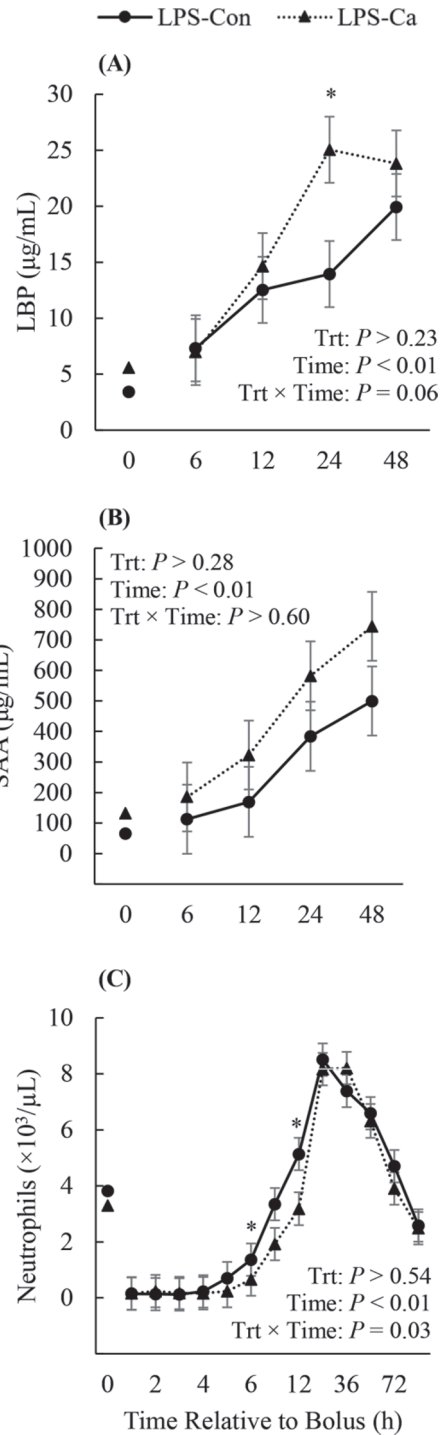 LPS-Con LPS-Ca
(A)
*
30
25
20
15
10
5
0
LBP (µg/mL)
Trt: P > 0.23
Time: P < 0.01
Trt × Time: P = 0.06
0 6 12 24 48
(B)
1000
900
800
700
600
500
400
300
200
100
0
SAA (µg/mL)
Trt: P > 0.28
Time: P < 0.01
Trt × Time: P > 0.60
0 6 12 24 48
(C)
10
8
6
4
2
0
Neutrophils (×10³/µL)
*
*
Trt: P > 0.54
Time: P < 0.01
Trt × Time: P = 0.03
0 2 4 6 12 36 72
Time Relative to Bolus (h)